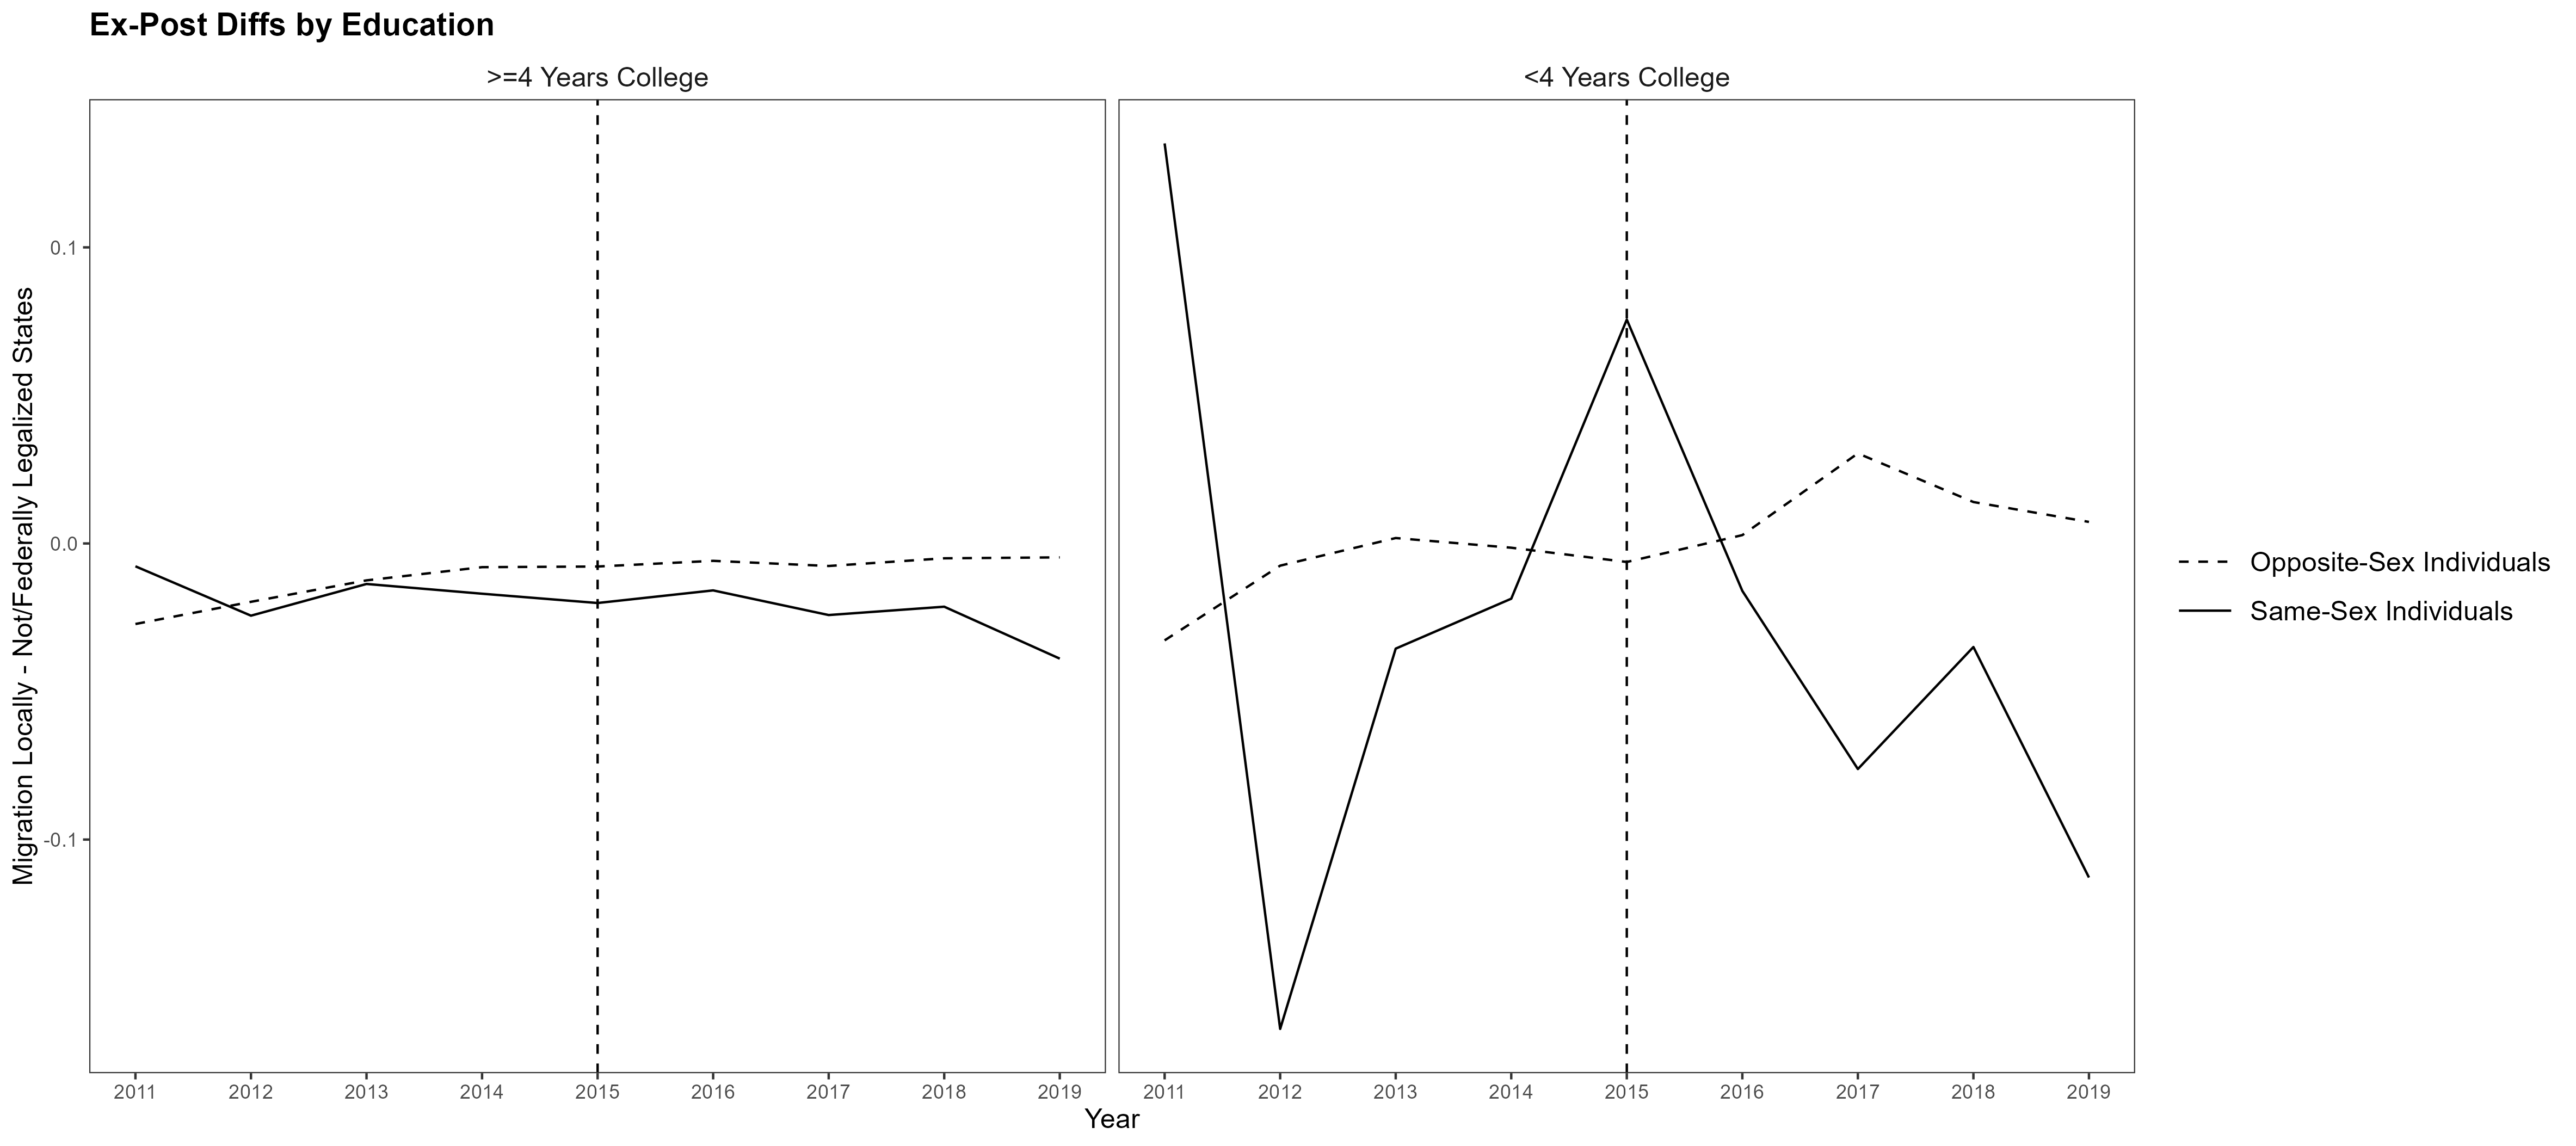 Ex-Post Diffs by Education
>=4 Years College
<4 Years College
Migration Locally - Not/Federally Legalized States
0.1
0.0
-0.1
2011 2012 2013 2014 2015 2016 2017 2018 2019
2011 2012 2013 2014 2015 2016 2017 2018 2019
Year
Opposite-Sex Individuals
Same-Sex Individuals